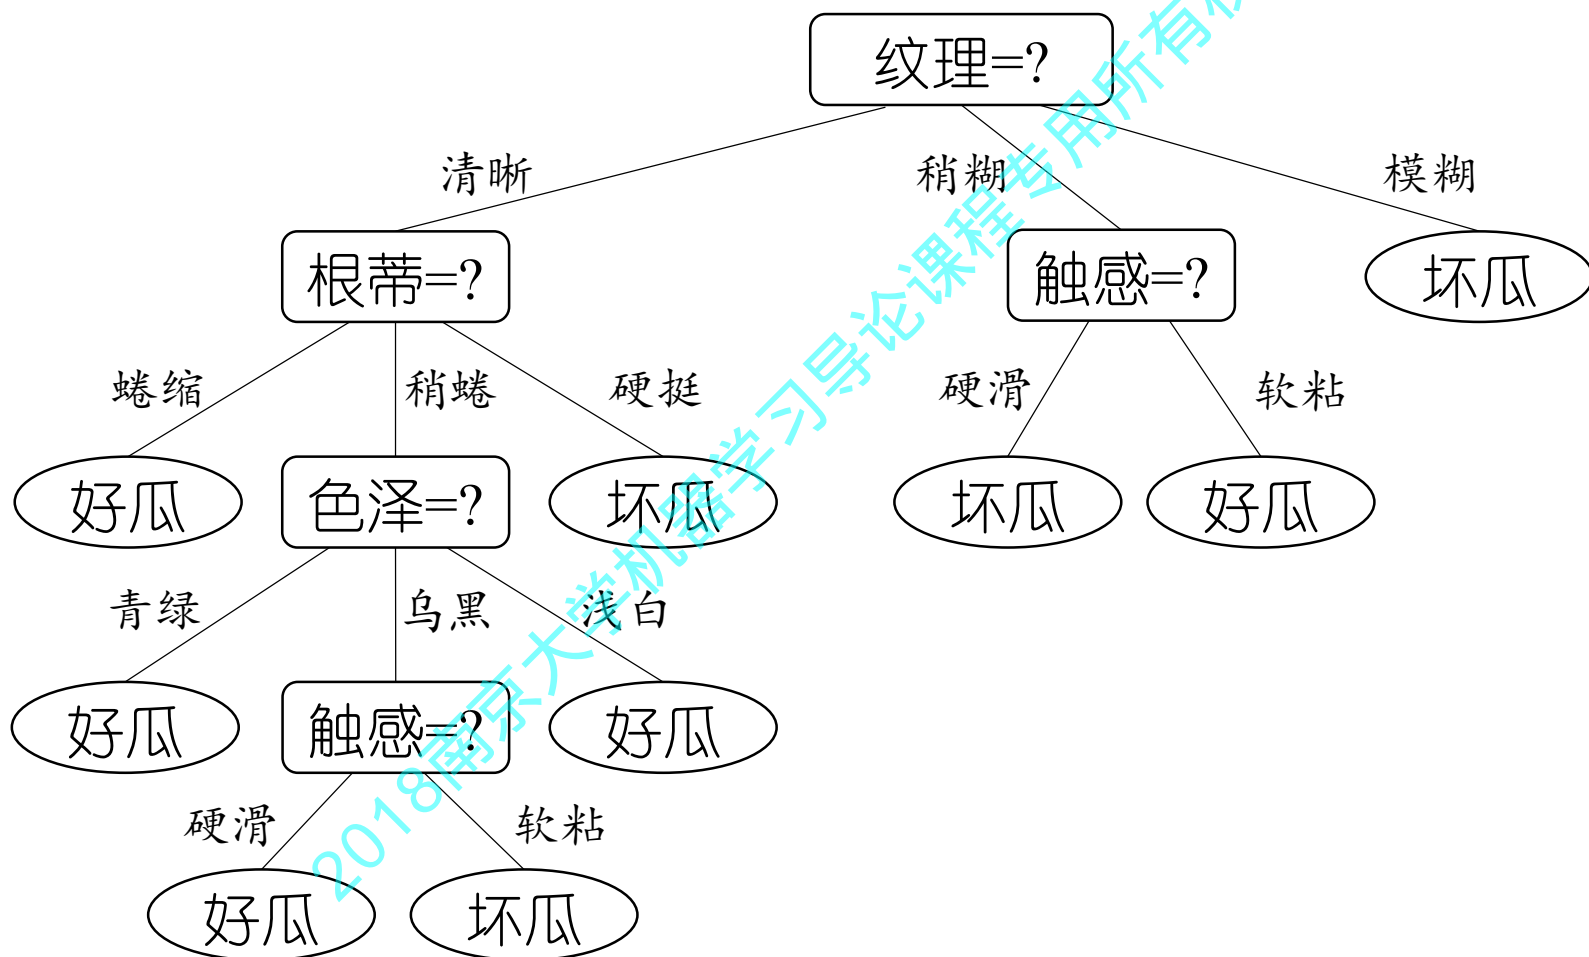 纹理=?
清晰 稍糊 模糊
根蒂=? 触感=? 坏瓜
蜷缩 稍蜷 硬挺 硬滑 软粘
好瓜 色泽=? 坏瓜 坏瓜 好瓜
青绿 乌黑 浅白
好瓜 触感=? 好瓜
硬滑 软粘
好瓜 坏瓜
2018南京大学机器学习导论课程专用所有